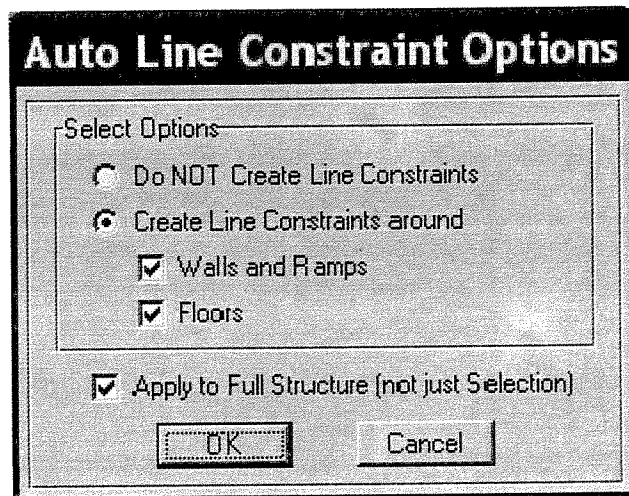 Auto Line Constraint Options
Select Options
Do NOT Create Line Constraints
Create Line Constraints around
Walls and Ramps
Floors
Apply to Full Structure (not just Selection)
OK
Cancel